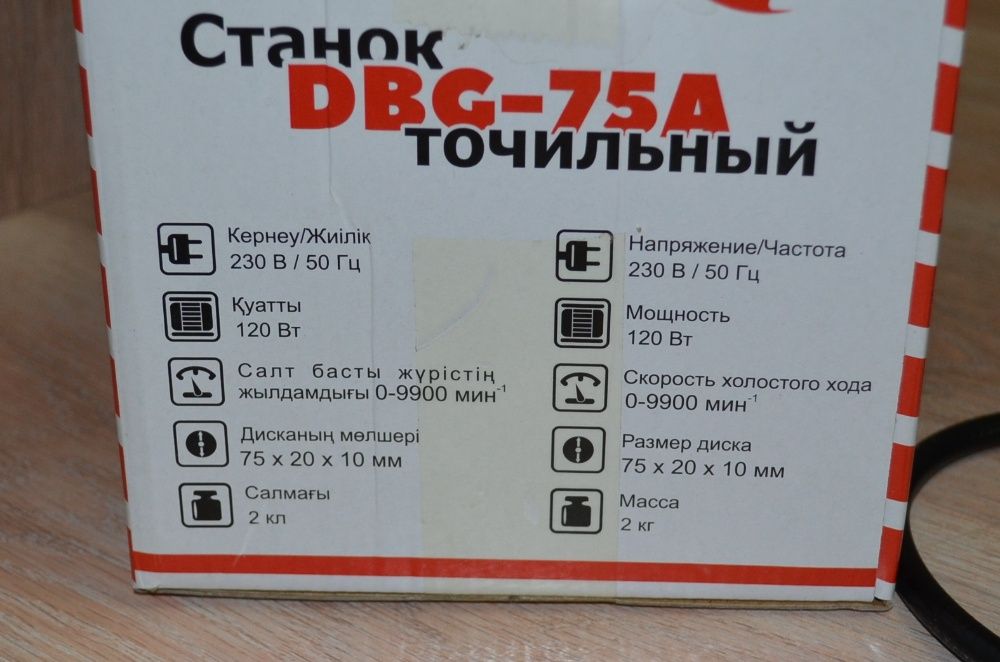 Станок
DBG-75A
точильный
Кернеу/Жиілік
230 В / 50 Гц
Қуатты
120 Вт
Салт басты жүрістің
жылдамдығы 0-9900 мин⁻¹
Дисканың мөлшері
75 х 20 х 10 мм
Салмағы
2 кл
Напряжение/Частота
230 В / 50 Гц
Мощность
120 Вт
Скорость холостого хода
0-9900 мин⁻¹
Размер диска
75 х 20 х 10 мм
Масса
2 кг